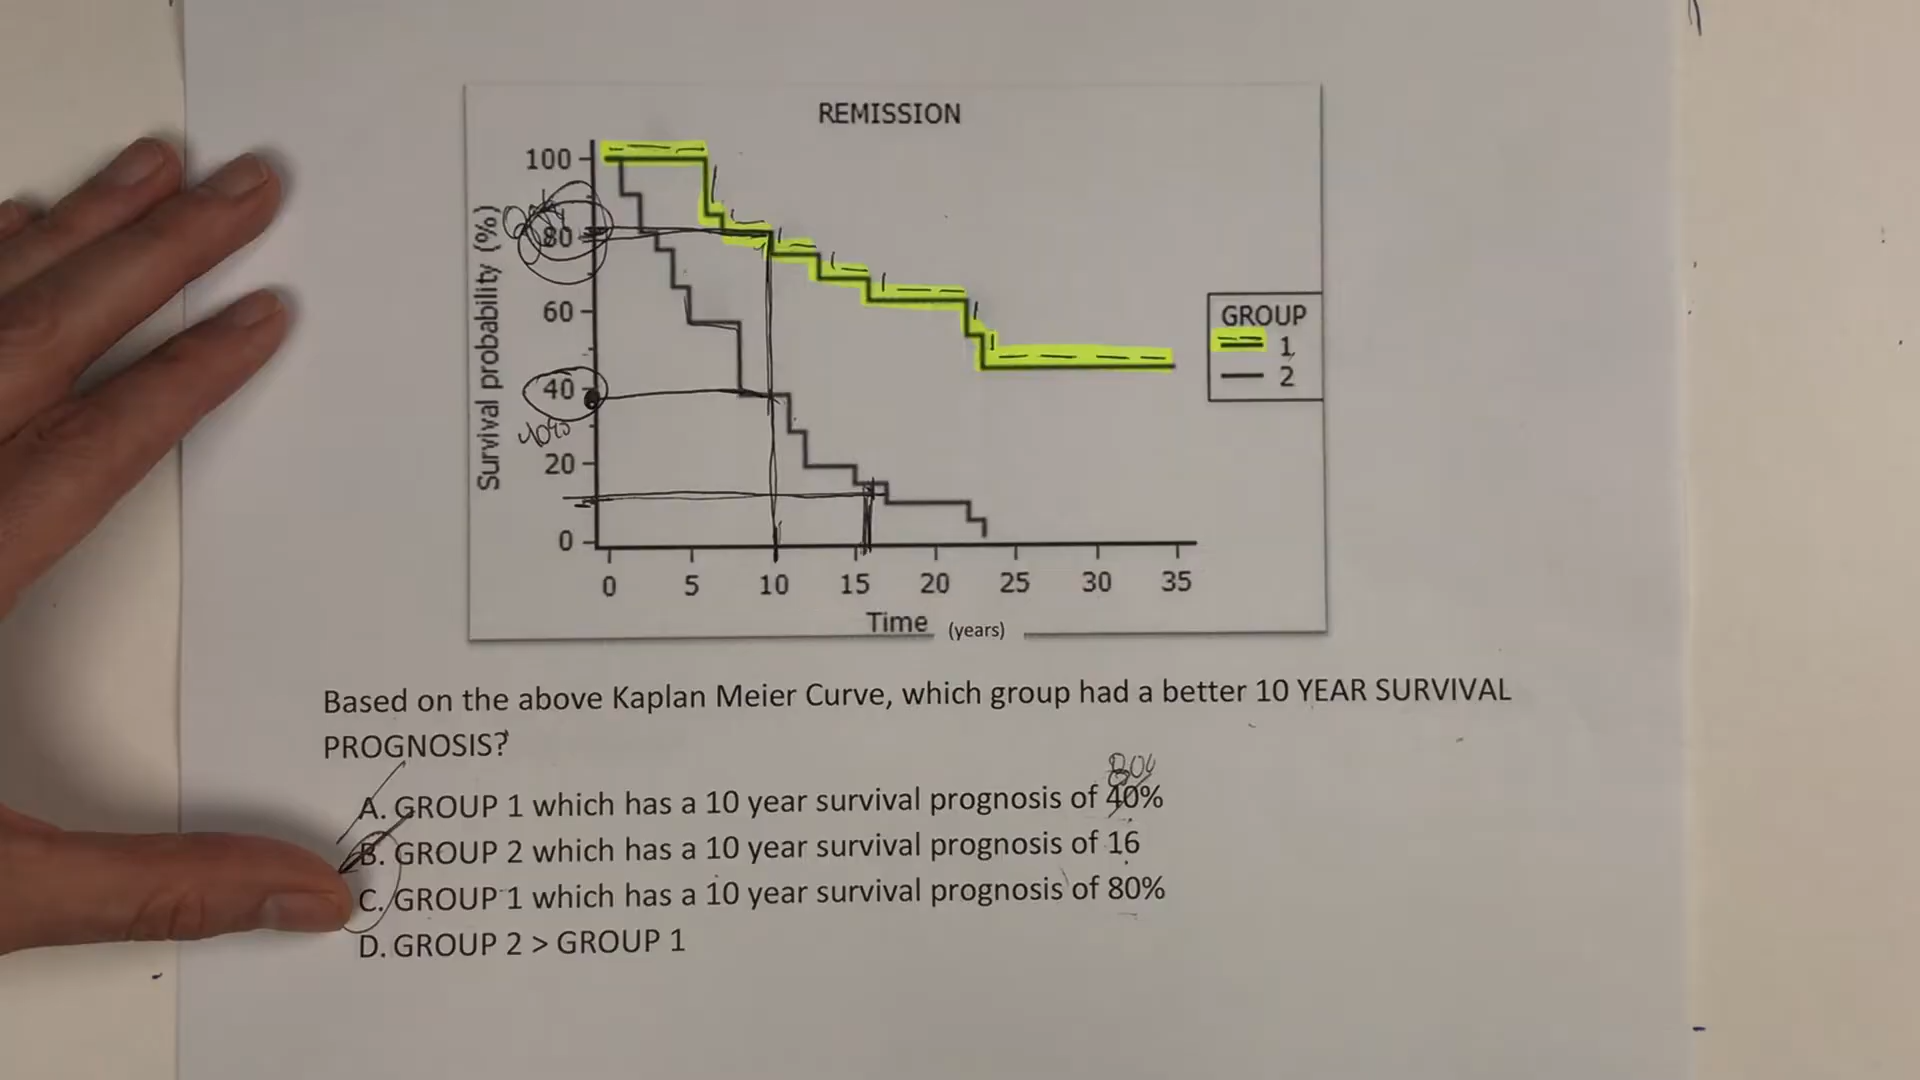 REMISSION
Survival probability (%)
100
80
60
40
40%
20
0
0 5 10 15 20 25 30 35
Time (years)
GROUP
1
2
Based on the above Kaplan Meier Curve, which group had a better 10 YEAR SURVIVAL
PROGNOSIS?
A. GROUP 1 which has a 10 year survival prognosis of 40%
B. GROUP 2 which has a 10 year survival prognosis of 16
C. GROUP 1 which has a 10 year survival prognosis of 80%
D. GROUP 2 > GROUP 1